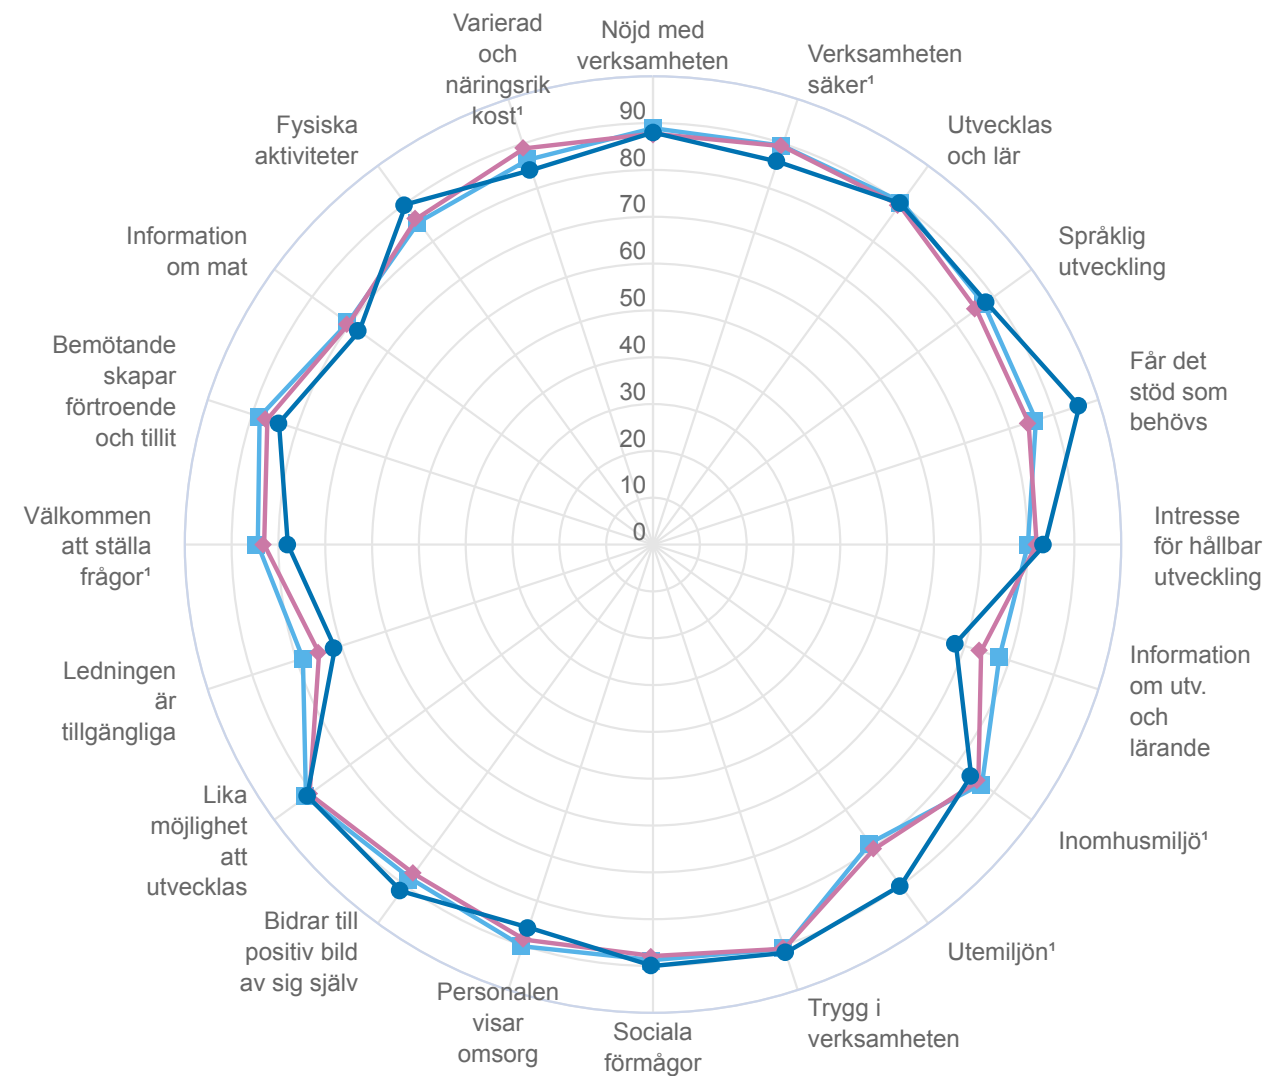 Nöjd med
verksamheten
Verksamheten
säker¹
Utvecklas
och lär
Språklig
utveckling
Får det
stöd som
behövs
Intresse
för hållbar
utveckling
Information
om utv.
och
lärande
Inomhusmiljö¹
Utemiljön¹
Trygg i
verksamheten
Sociala
förmågor
Personalen
visar
omsorg
Bidrar till
positiv bild
av sig själv
Lika
möjlighet
att
utvecklas
Ledningen
är
tillgängliga
Välkommen
att ställa
frågor¹
Bemötande
skapar
förtroende
och tillit
Information
om mat
Fysiska
aktiviteter
Varierad
och
näringsrik
kost¹
90
80
70
60
50
40
30
20
10
0